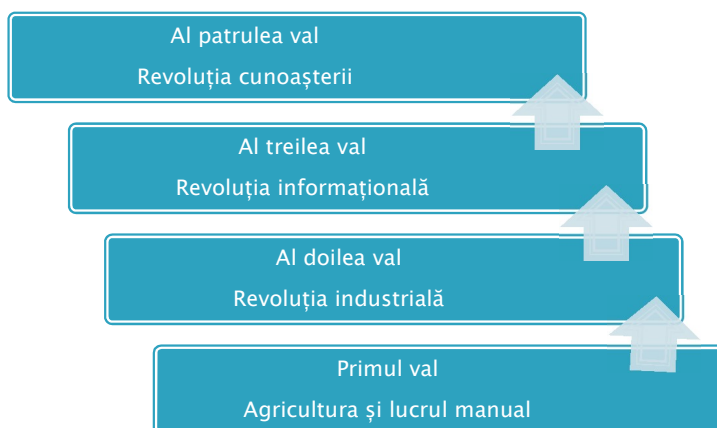 Al patrulea val
Revoluția cunoașterii
Al treilea val
Revoluția informațională
Al doilea val
Revoluția industrială
Primul val
Agricultura și lucrul manual